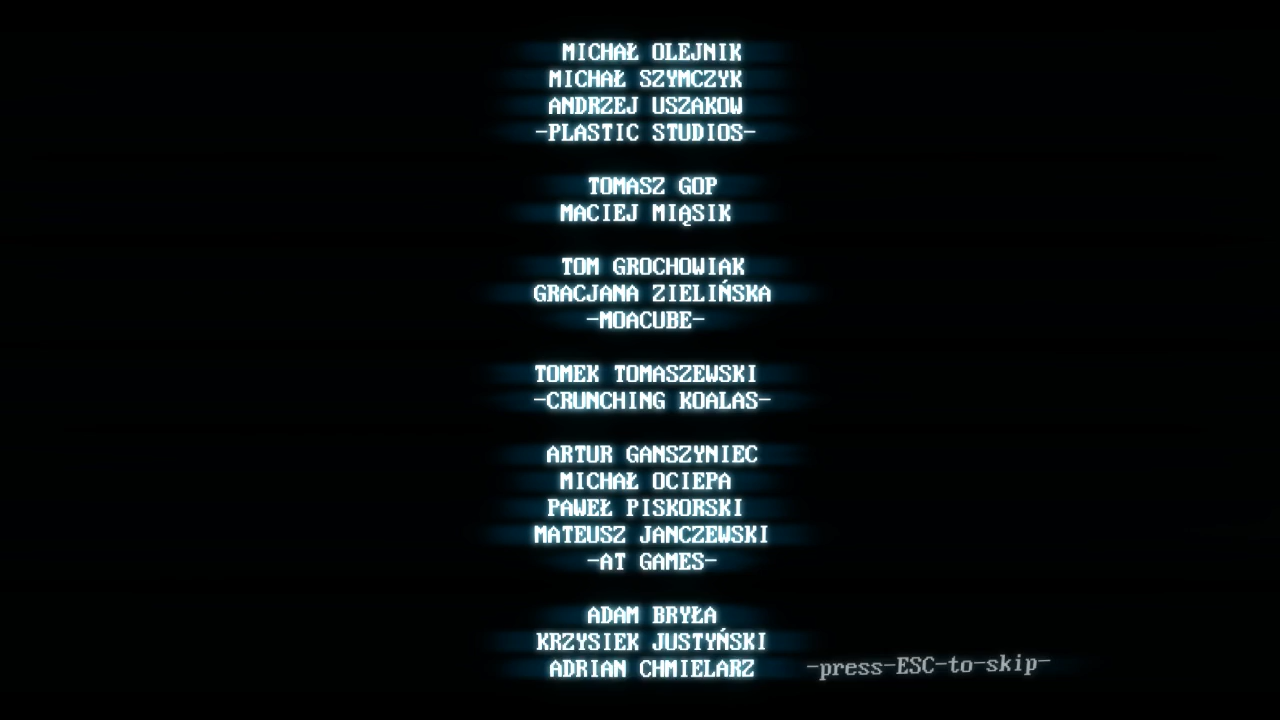 MICHAŁ OLEJNIK
MICHAŁ SZYMCZYK
ANDRZEJ USZAKOW
-PLASTIC STUDIOS-
TOMASZ GOP
MACIEJ MIĄSIK
TOM GROCHOWIAK
GRACJANA ZIELIŃSKA
-MOACUBE-
TOMEK TOMASZEWSKI
-CRUNCHING KOALAS-
ARTUR GANSZYNIEC
MICHAŁ OCIEPA
PAWEŁ PISKORSKI
MATEUSZ JANCZEWSKI
-AT GAMES-
ADAM BRYŁA
KRZYSIEK JUSTYŃSKI
ADRIAN CHMIELARZ
-press-ESC-to-skip-